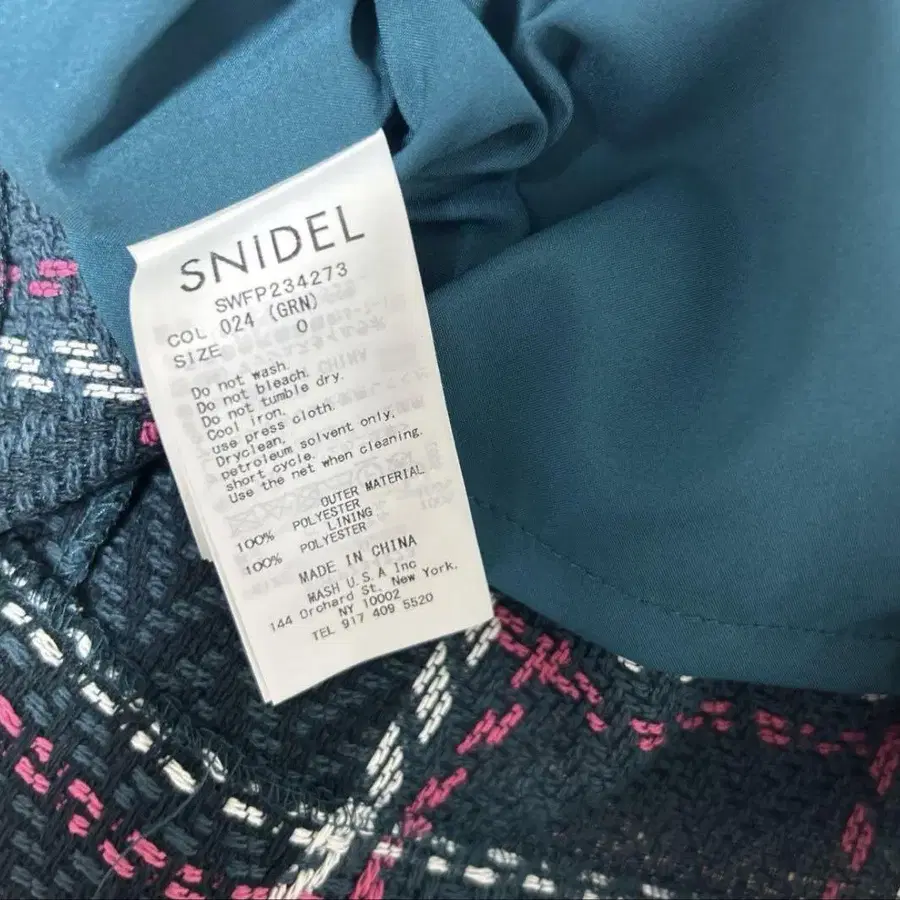 SNIDEL
SWFP234273
COL 024 (GRN)
SIZE 0
Do not wash.
Do not bleach.
Do not tumble dry.
Cool iron.
use press cloth.
Dryclean,
petroleum solvent only,
short cycle.
Use the net when cleaning.
OUTER MATERIAL
100% POLYESTER
LINING
100% POLYESTER
MADE IN CHINA
MASH U.S.A Inc
144 Orchard St. New York,
NY 10002
TEL 917 409 5520